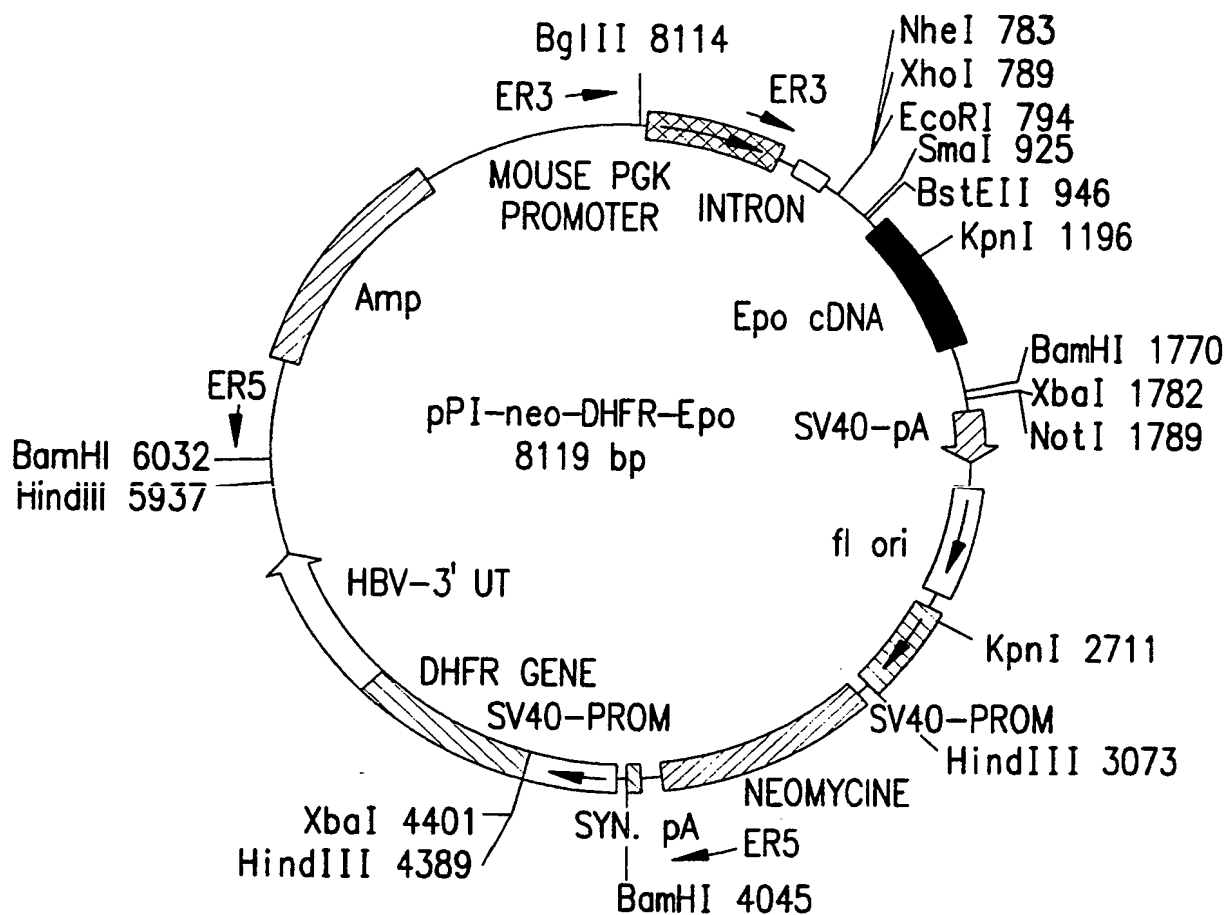 BglII 8114
ER3
ER3
NheI 783
XhoI 789
EcoRI 794
SmaI 925
BstEII 946
KpnI 1196
MOUSE PGK
PROMOTER
INTRON
Amp
Epo cDNA
BamHI 1770
XbaI 1782
NotI 1789
ER5
pPI-neo-DHFR-Epo
8119 bp
SV40-pA
BamHI 6032
Hindiii 5937
fl ori
HBV-3' UT
KpnI 2711
DHFR GENE
SV40-PROM
SV40-PROM
HindIII 3073
NEOMYCINE
XbaI 4401
SYN. pA
HindIII 4389
ER5
BamHI 4045